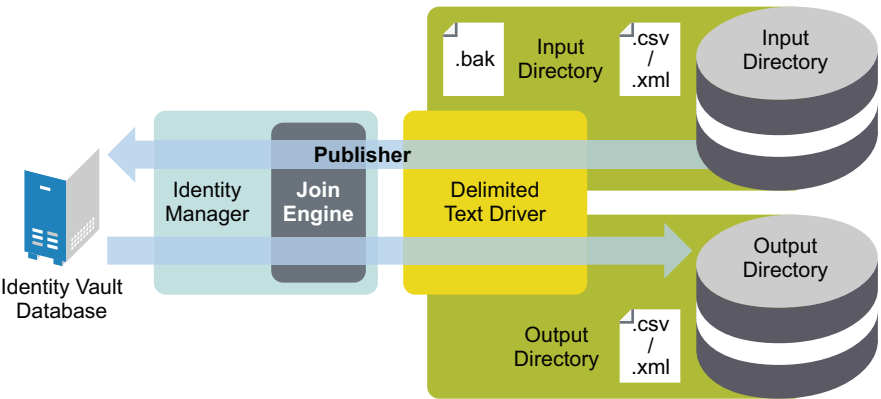 .bak
Input
Directory
.csv
/
.xml
Input
Directory
Publisher
Identity
Manager
Join
Engine
Delimited
Text Driver
Identity Vault
Database
Output
Directory
Output
Directory
.csv
/
.xml